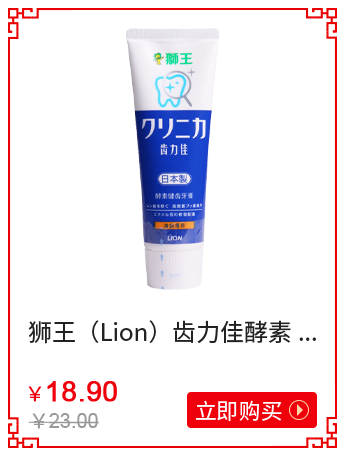 狮王
クリニカ
齿力佳
日本製
酵素健齿牙膏
LION
狮王（Lion）齿力佳酵素 ...
¥18.90
¥23.00
立即购买